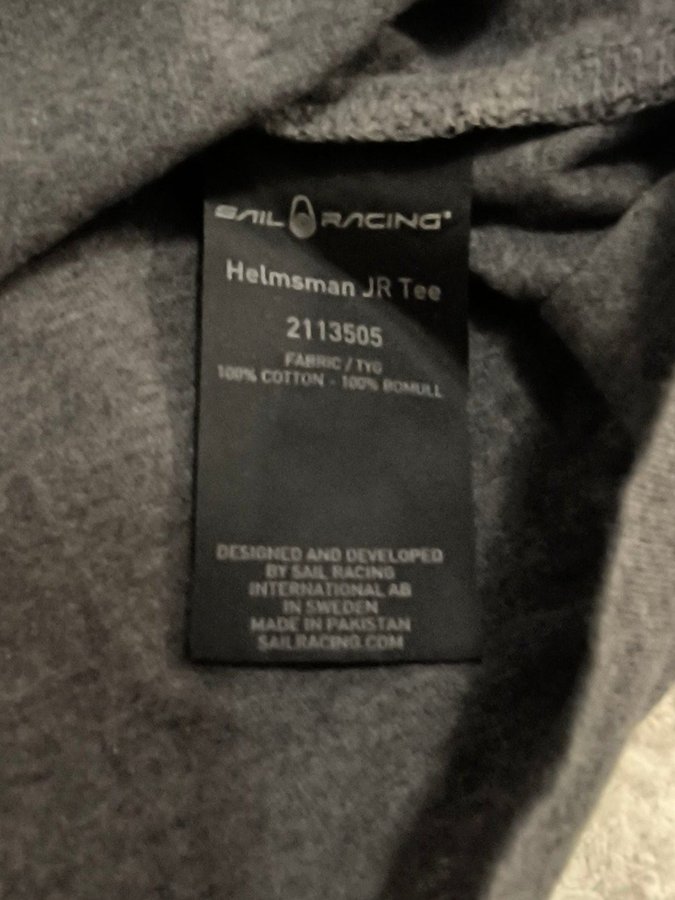 SAIL RACING®
Helmsman JR Tee
2113505
FABRIC / TYG
100% COTTON - 100% BOMULL
DESIGNED AND DEVELOPED
BY SAIL RACING
INTERNATIONAL AB
IN SWEDEN
MADE IN PAKISTAN
SAILRACING.COM